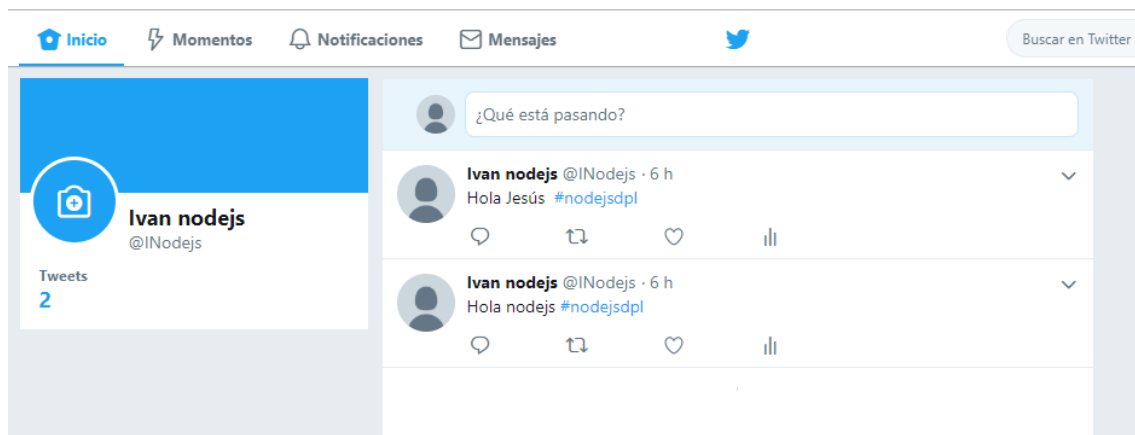 Inicio Momentos Notificaciones Mensajes Buscar en Twitter
Ivan nodejs
@INodejs
Tweets
2
¿Qué está pasando?
Ivan nodejs @INodejs · 6 h
Hola Jesús #nodejsdpl
Ivan nodejs @INodejs · 6 h
Hola nodejs #nodejsdpl